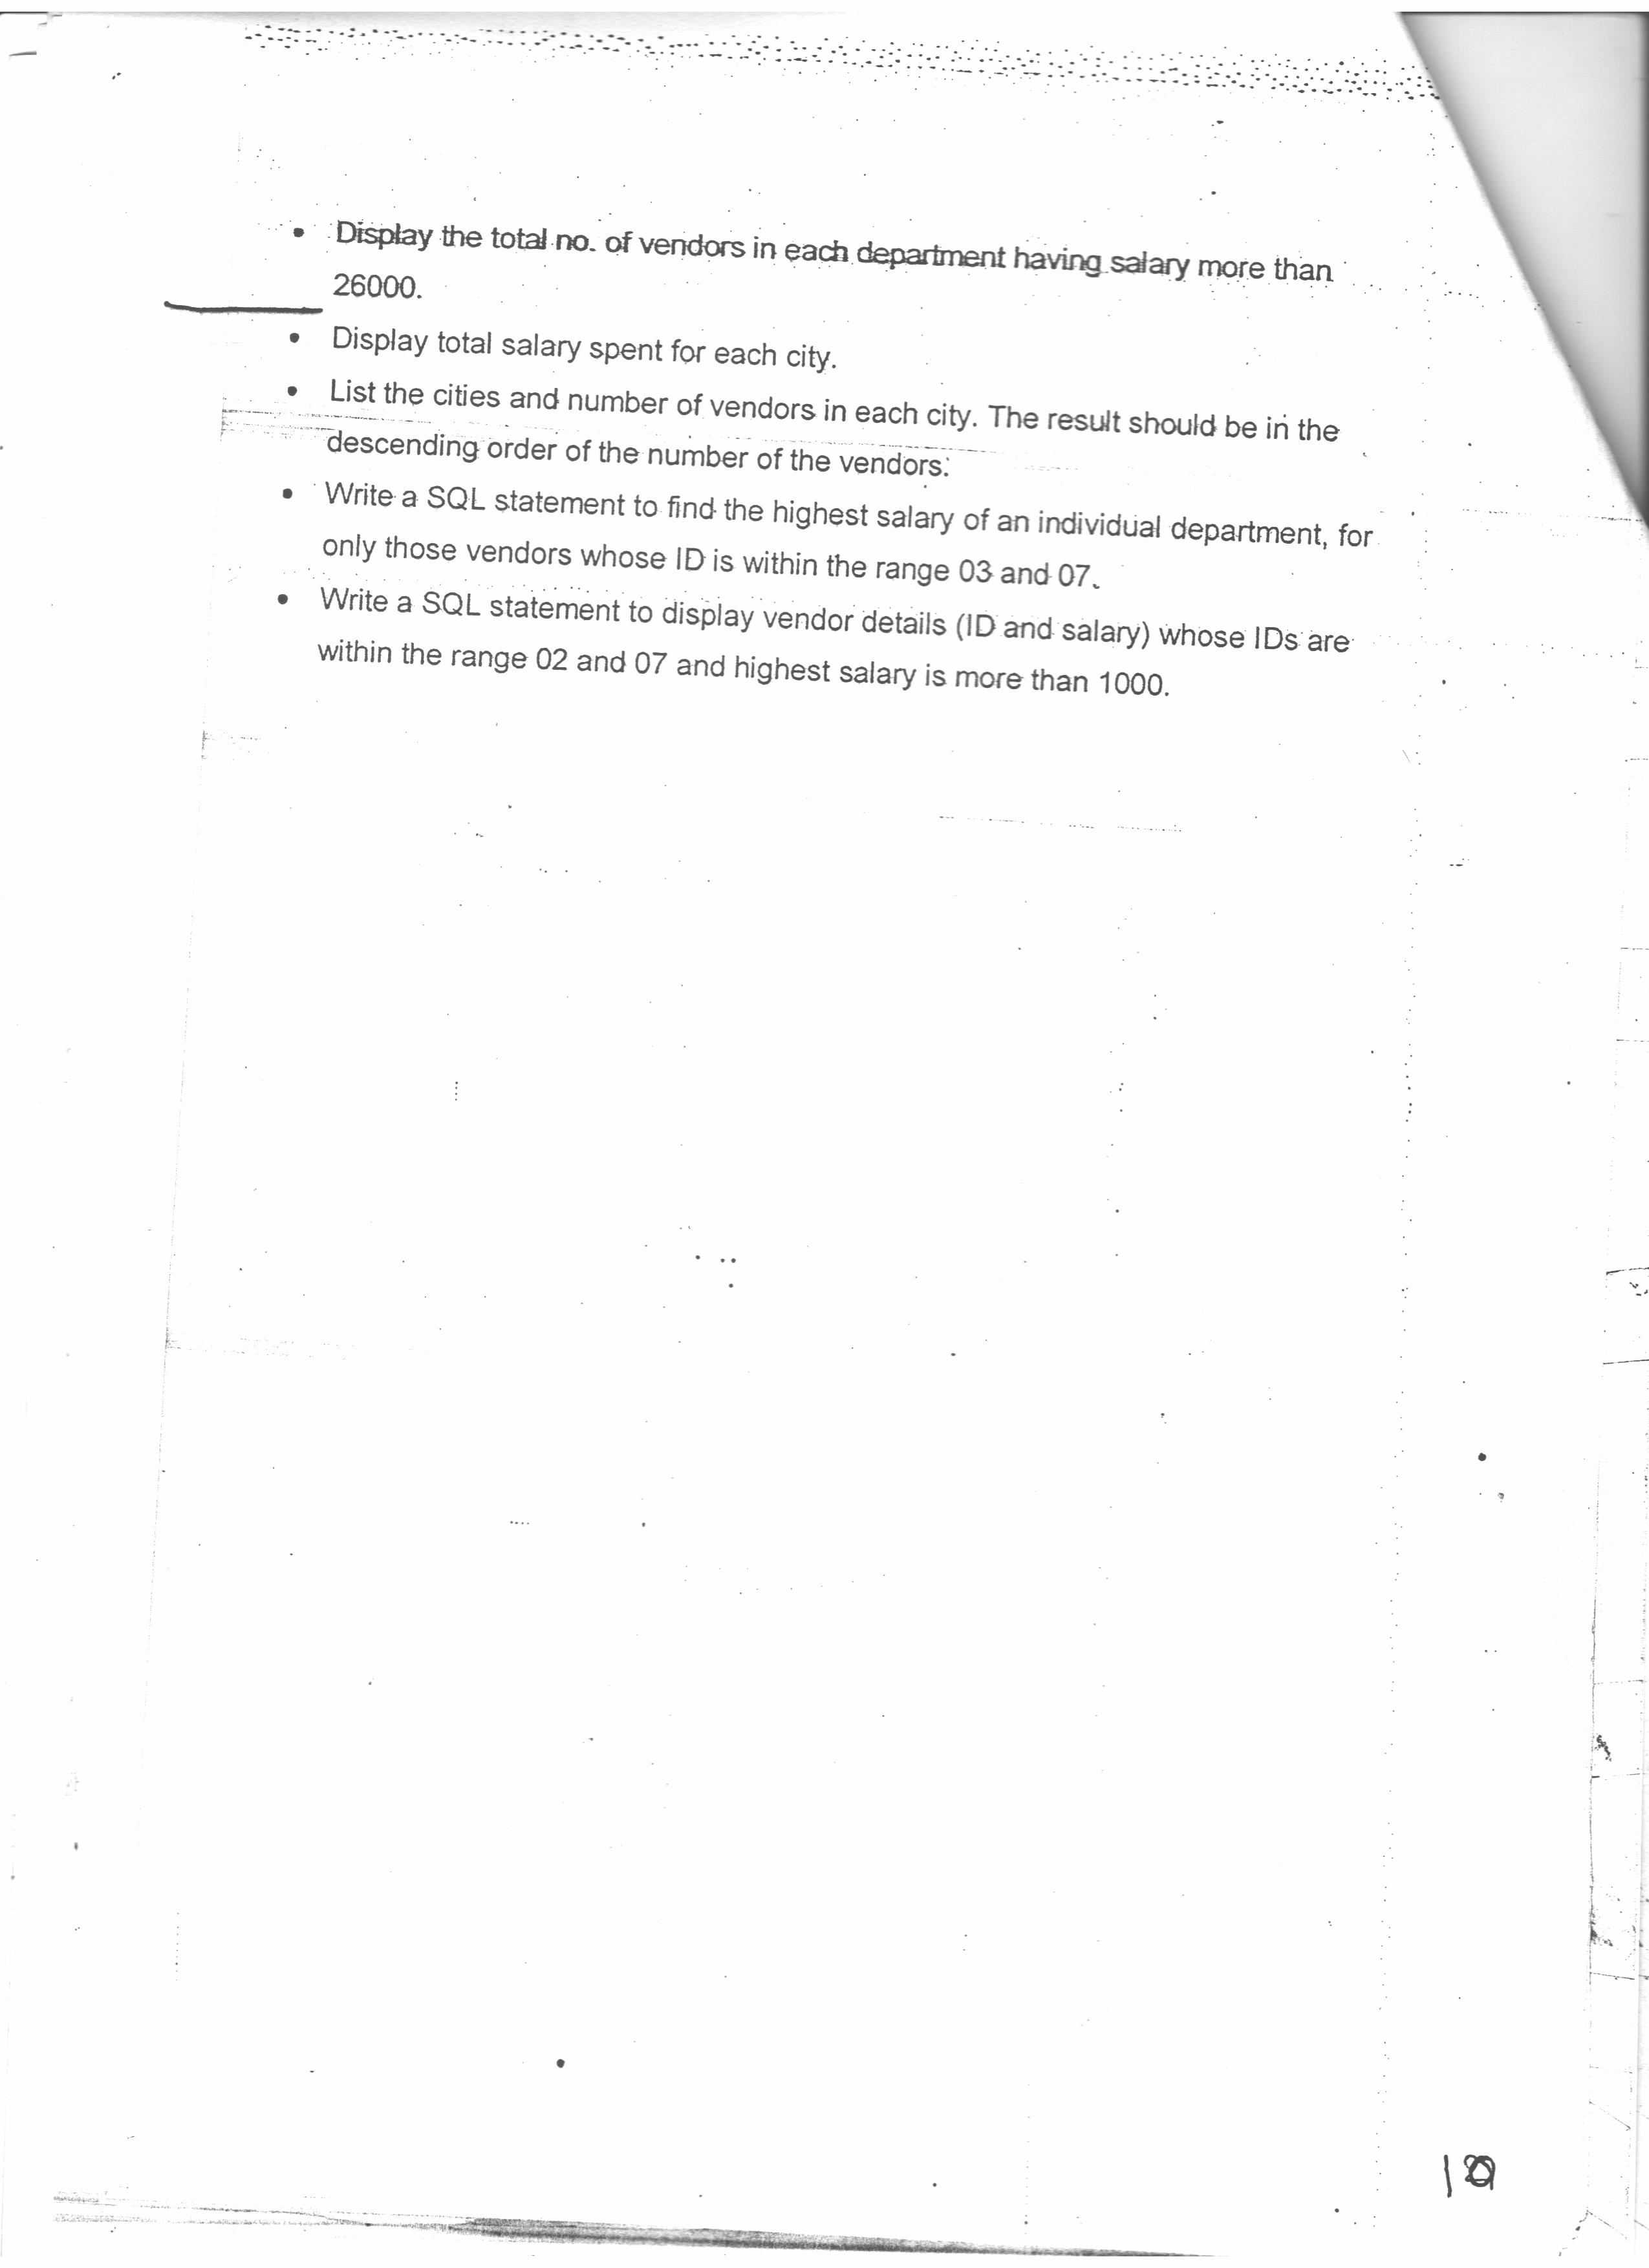 • Display the total no. of vendors in each department having salary more than
26000.
• Display total salary spent for each city.
• List the cities and number of vendors in each city. The result should be in the
descending order of the number of the vendors.
• Write a SQL statement to find the highest salary of an individual department, for
only those vendors whose ID is within the range 03 and 07.
• Write a SQL statement to display vendor details (ID and salary) whose IDs are
within the range 02 and 07 and highest salary is more than 1000.